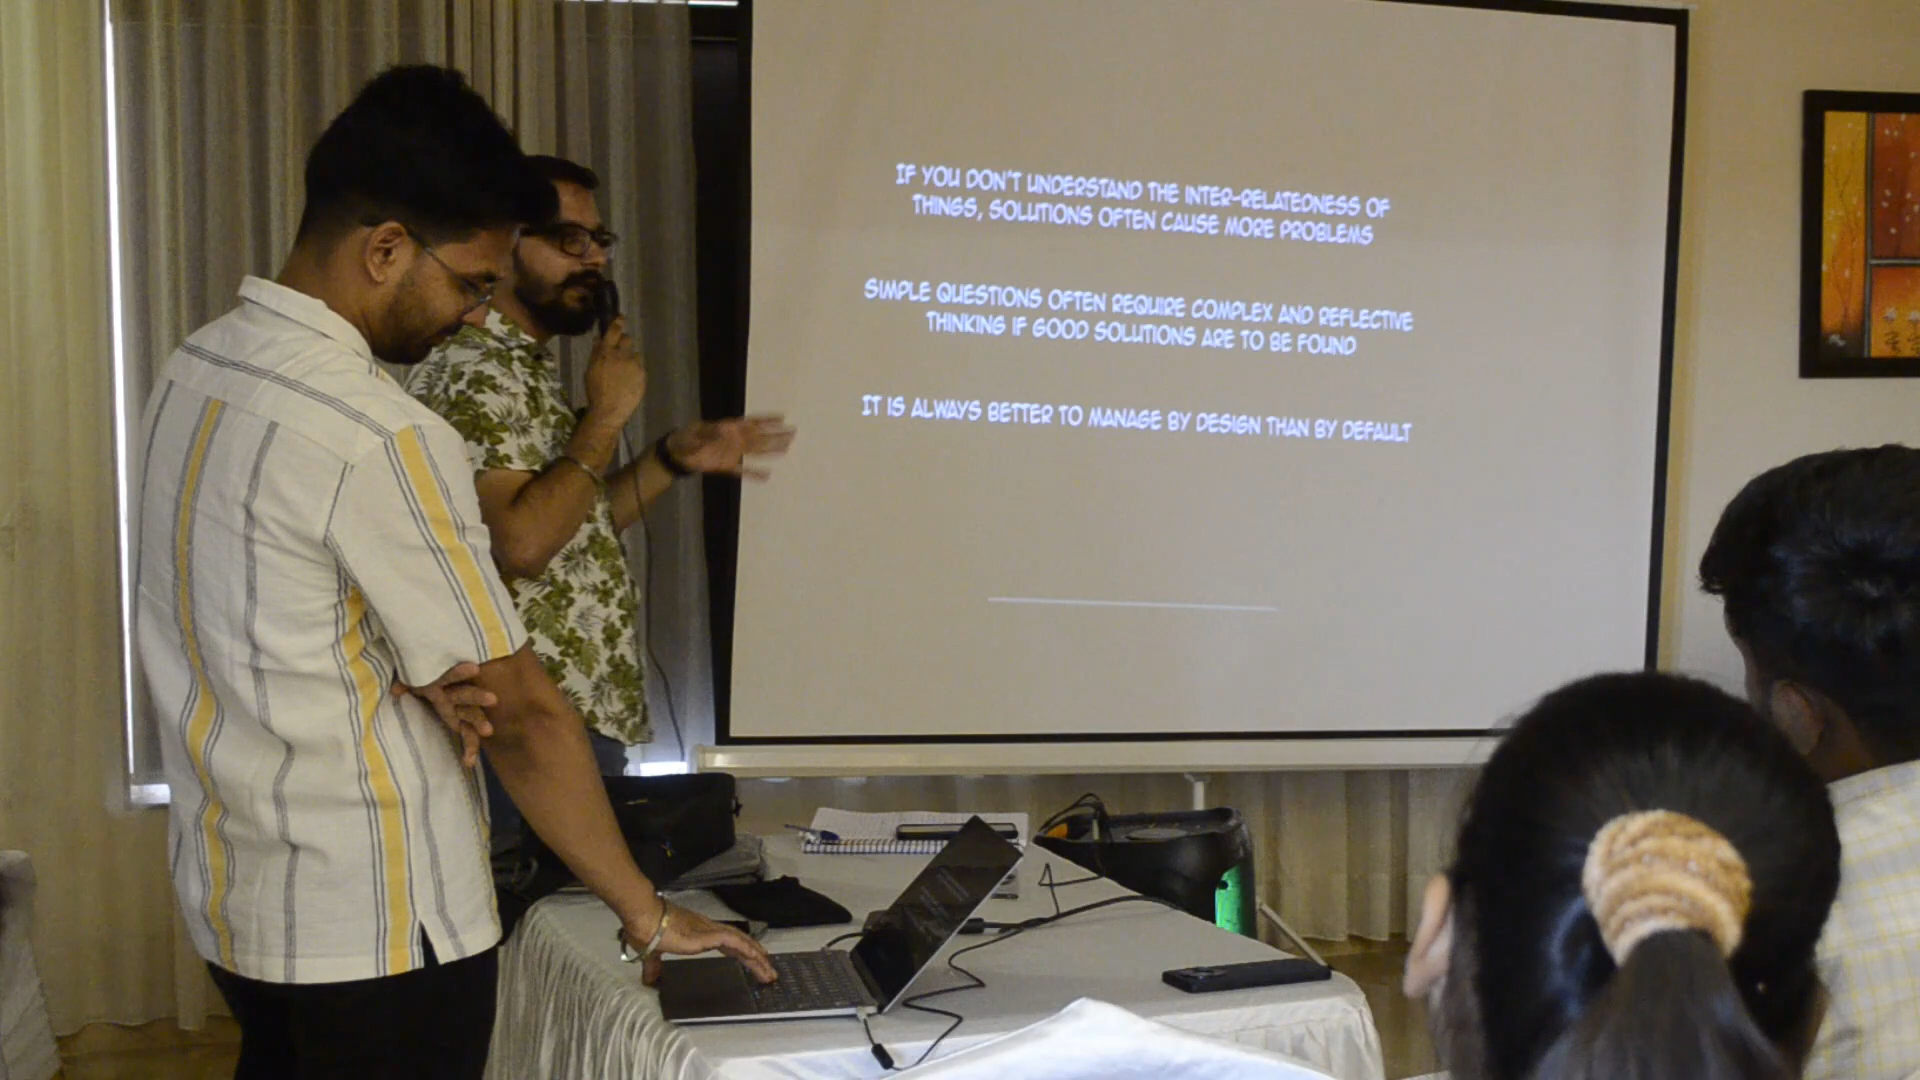 IF YOU DON'T UNDERSTAND THE INTER-RELATEDNESS OF
THINGS, SOLUTIONS OFTEN CAUSE MORE PROBLEMS
SIMPLE QUESTIONS OFTEN REQUIRE COMPLEX AND REFLECTIVE
THINKING IF GOOD SOLUTIONS ARE TO BE FOUND
IT IS ALWAYS BETTER TO MANAGE BY DESIGN THAN BY DEFAULT